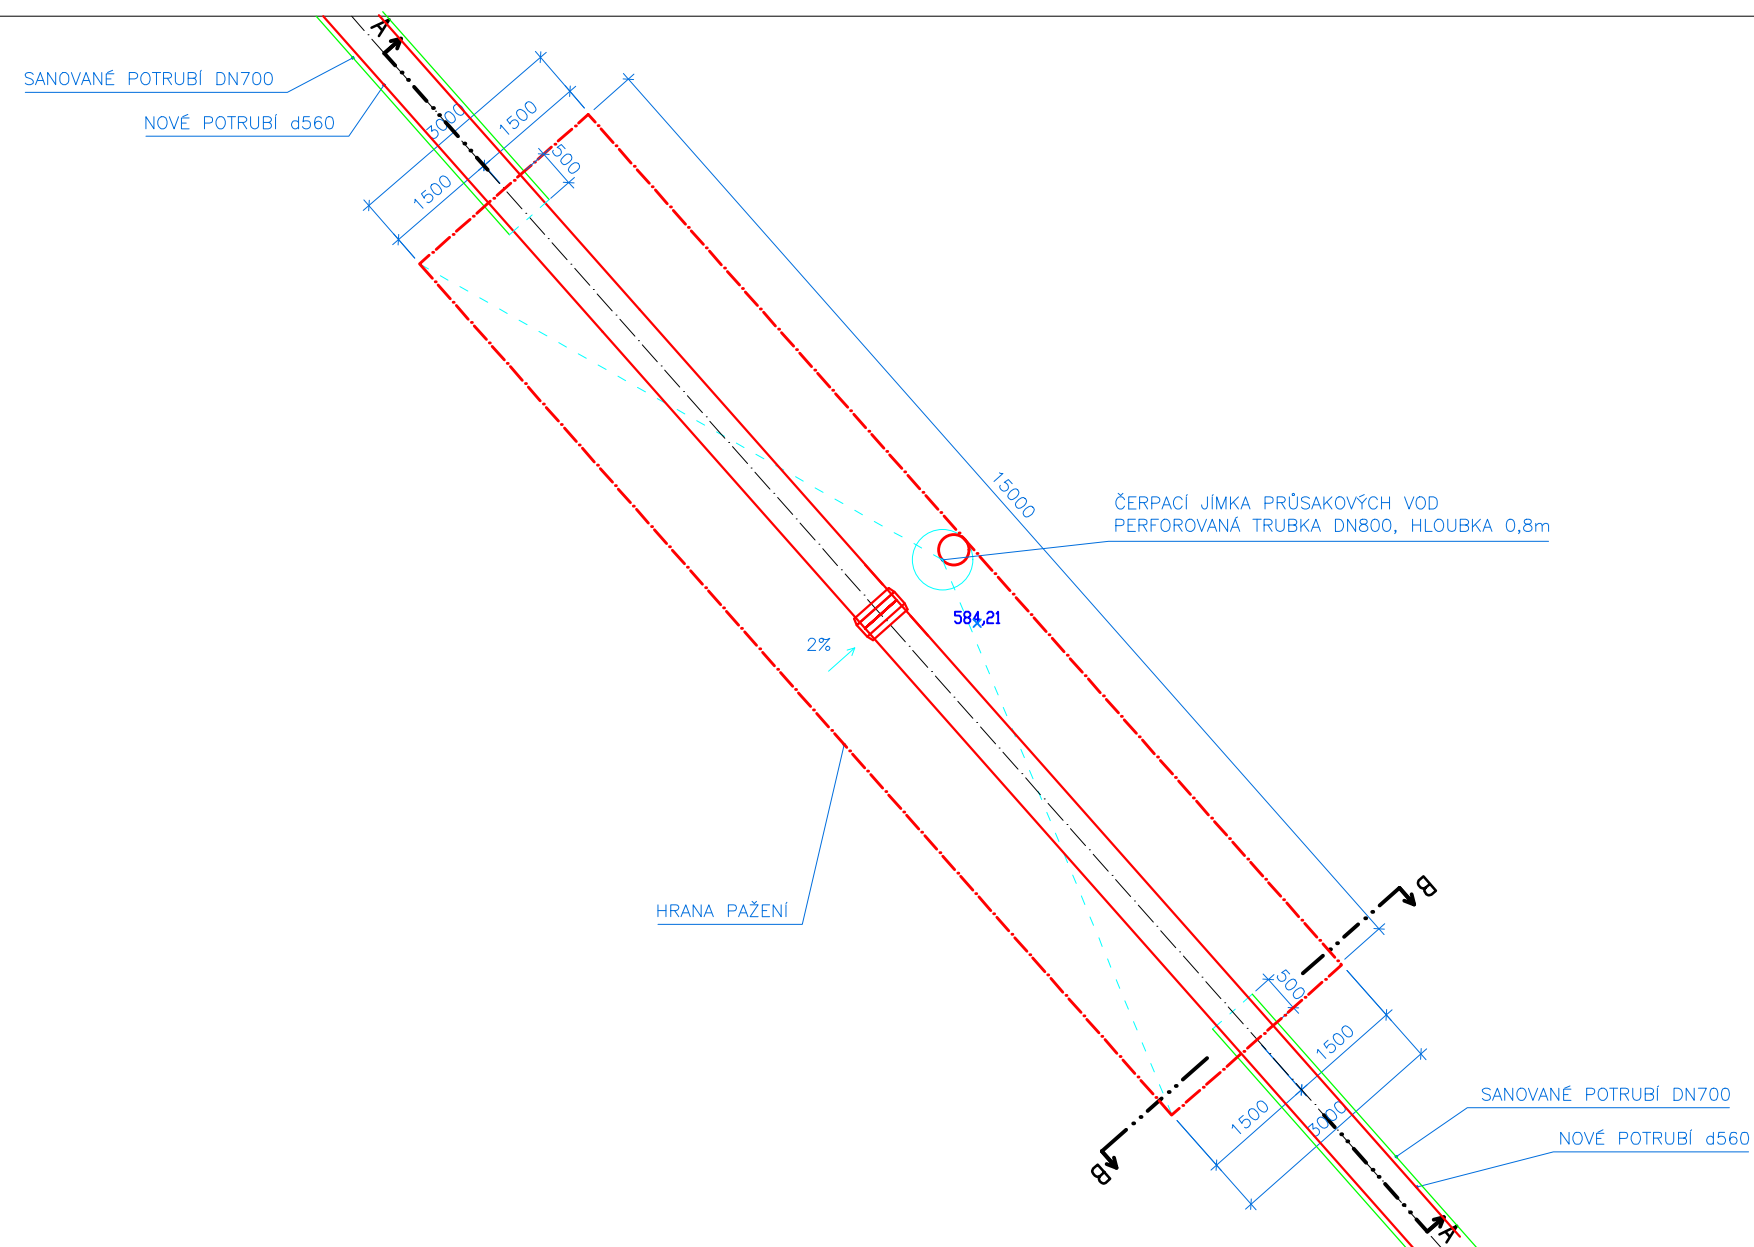 A'
SANOVANÉ POTRUBÍ DN700
NOVÉ POTRUBÍ d560
3000
1500
500
1500
15000
ČERPACÍ JÍMKA PRŮSAKOVÝCH VOD
PERFOROVANÁ TRUBKA DN800, HLOUBKA 0,8m
584,21
2%
B
HRANA PAŽENÍ
500
1500
1500
3000
SANOVANÉ POTRUBÍ DN700
NOVÉ POTRUBÍ d560
B
A'